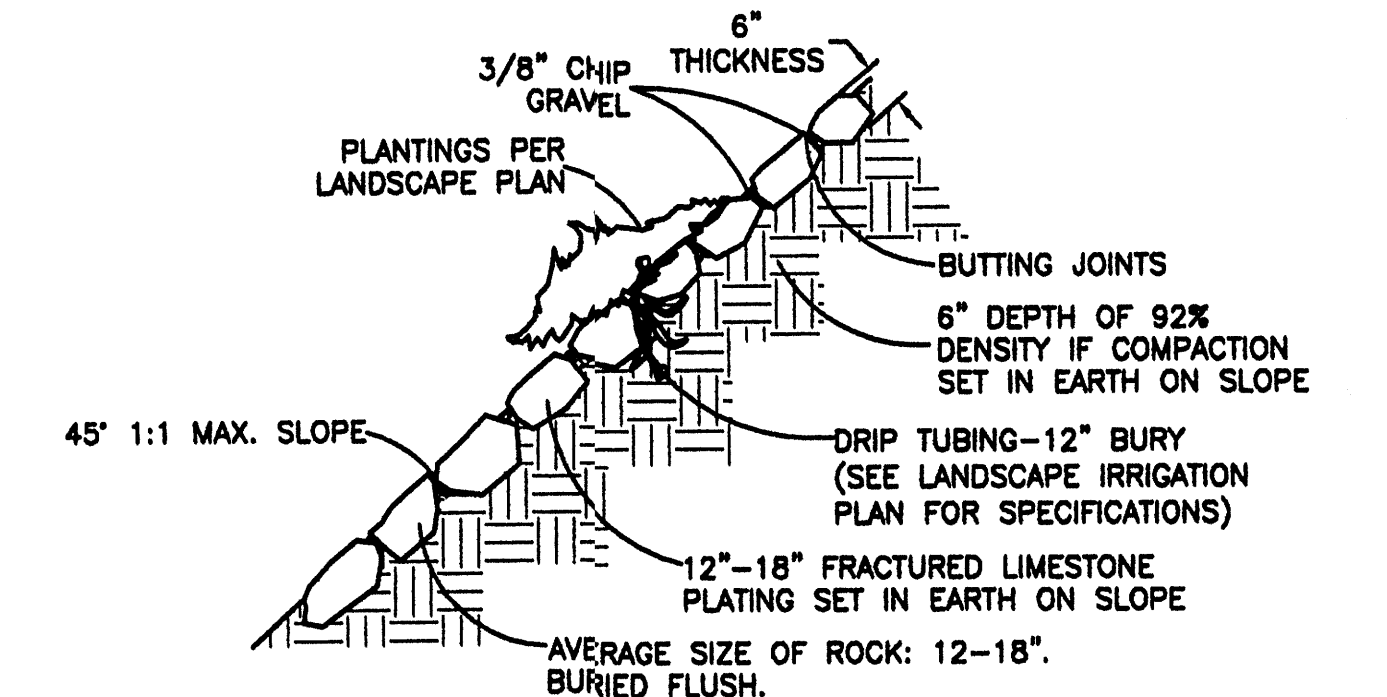 6"
THICKNESS
3/8" CHIP
GRAVEL
PLANTINGS PER
LANDSCAPE PLAN
BUTTING JOINTS
6" DEPTH OF 92%
DENSITY IF COMPACTION
SET IN EARTH ON SLOPE
45° 1:1 MAX. SLOPE
DRIP TUBING-12" BURY
(SEE LANDSCAPE IRRIGATION
PLAN FOR SPECIFICATIONS)
12"-18" FRACTURED LIMESTONE
PLATING SET IN EARTH ON SLOPE
AVERAGE SIZE OF ROCK: 12-18".
BURIED FLUSH.